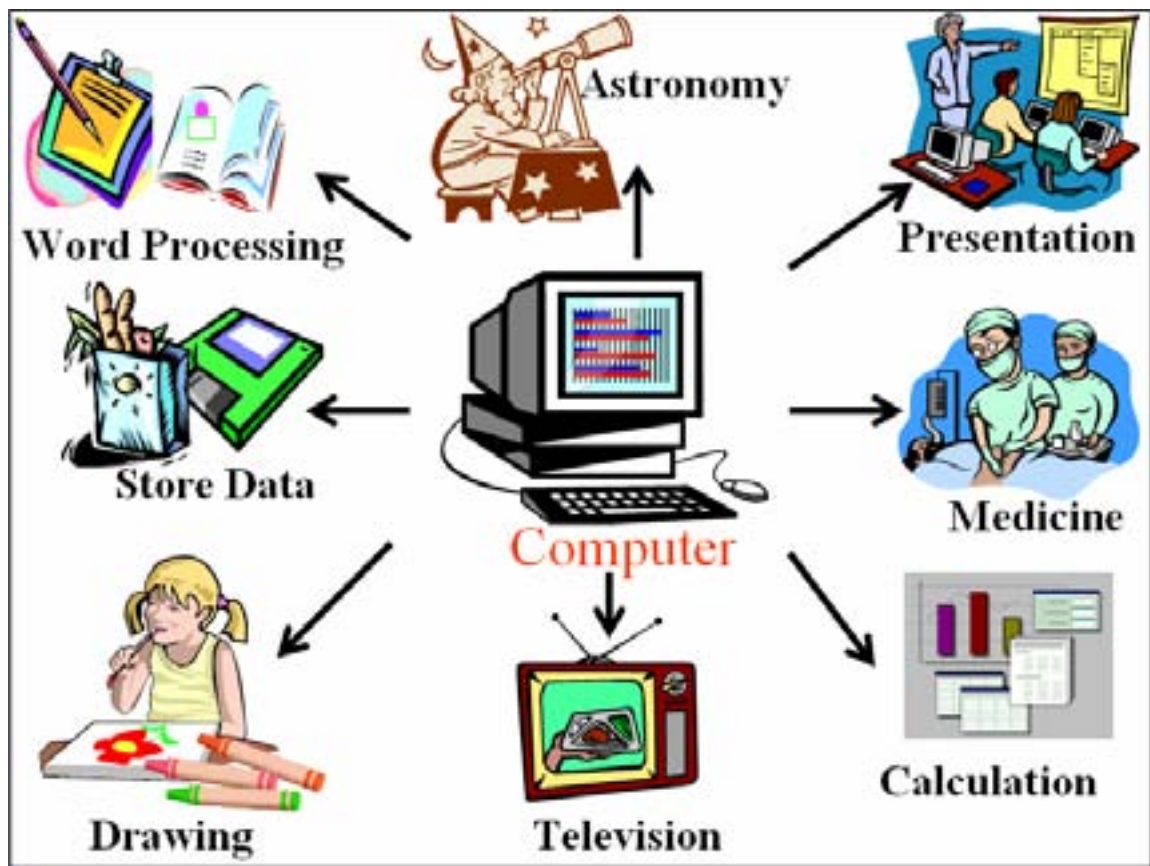 Astronomy
Word Processing
Presentation
Store Data
Medicine
Computer
Calculation
Drawing
Television